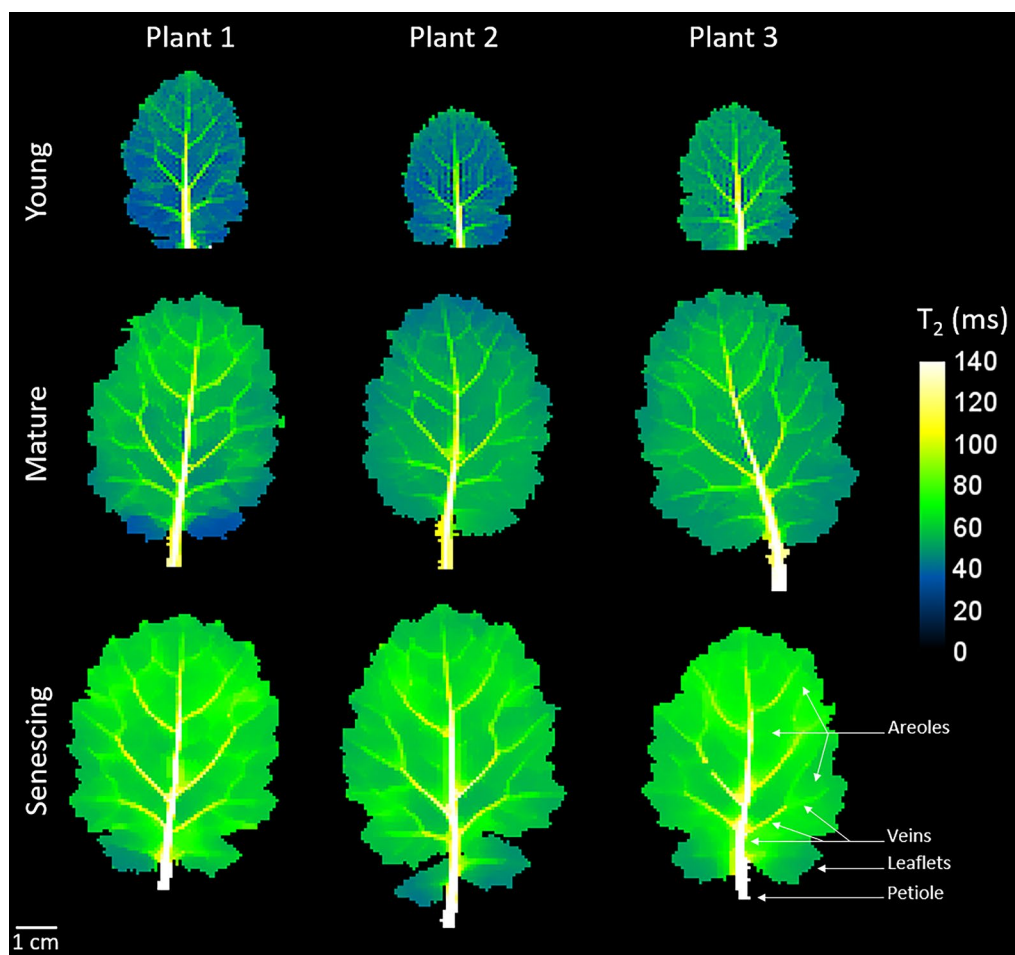 Plant 1
Plant 2
Plant 3
Young
Mature
Senescing
T₂ (ms)
140
120
100
80
60
40
20
0
Areoles
Veins
Leaflets
Petiole
1 cm